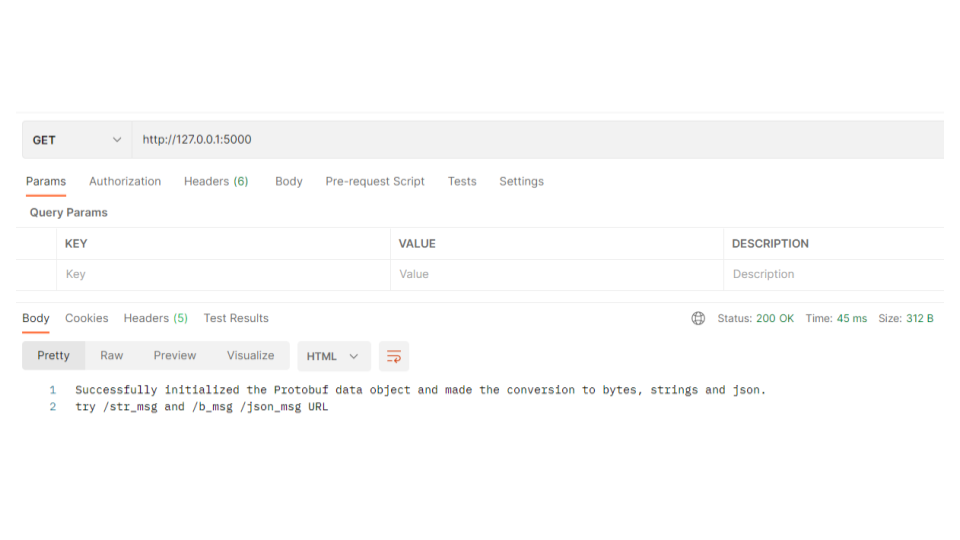 GET http://127.0.0.1:5000
Params Authorization Headers (6) Body Pre-request Script Tests Settings
Query Params
KEY VALUE DESCRIPTION
Key Value Description
Body Cookies Headers (5) Test Results Status: 200 OK Time: 45 ms Size: 312 B
Pretty Raw Preview Visualize HTML
1 Successfully initialized the Protobuf data object and made the conversion to bytes, strings and json.
2 try /str_msg and /b_msg /json_msg URL